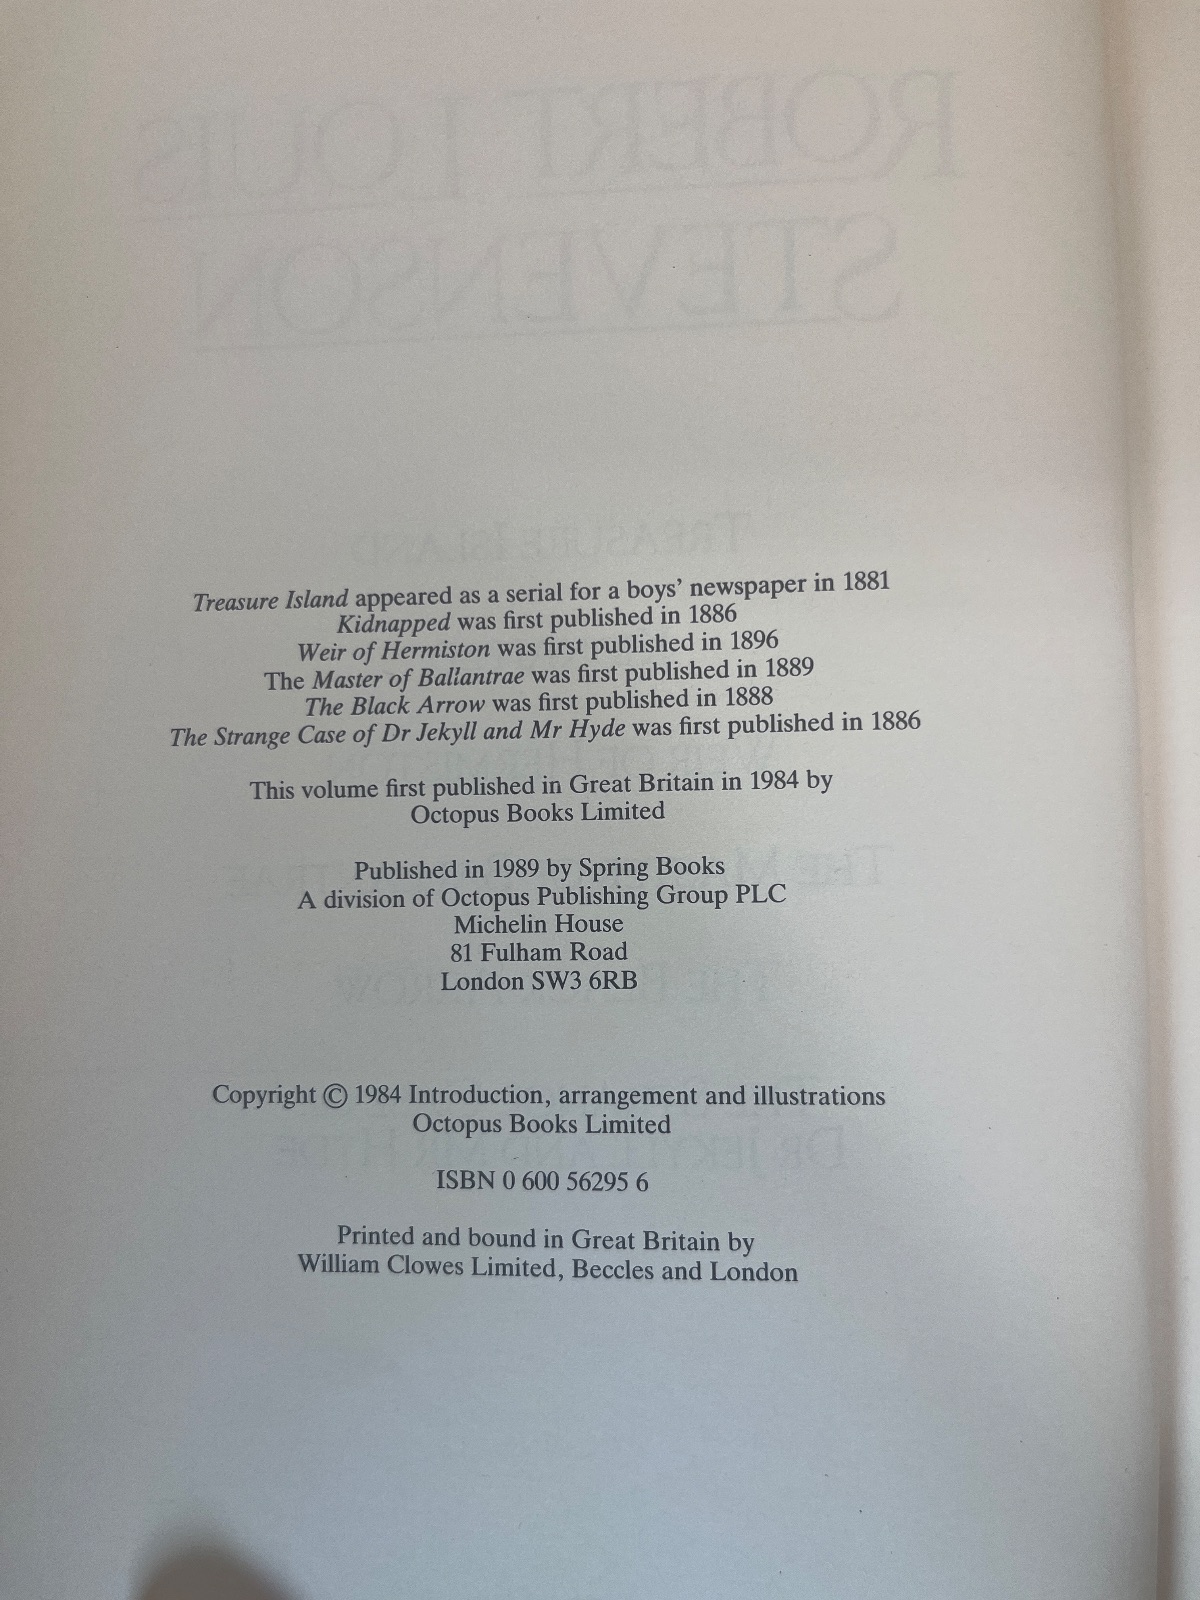 ROBERT LOUIS
STEVENSON
TREASURE ISLAND
Treasure Island appeared as a serial for a boys' newspaper in 1881
Kidnapped was first published in 1886
Weir of Hermiston was first published in 1896
The Master of Ballantrae was first published in 1889
The Black Arrow was first published in 1888
The Strange Case of Dr Jekyll and Mr Hyde was first published in 1886
This volume first published in Great Britain in 1984 by
Octopus Books Limited
Published in 1989 by Spring Books
A division of Octopus Publishing Group PLC
Michelin House
81 Fulham Road
London SW3 6RB
Copyright © 1984 Introduction, arrangement and illustrations
Octopus Books Limited
ISBN 0 600 56295 6
Printed and bound in Great Britain by
William Clowes Limited, Beccles and London